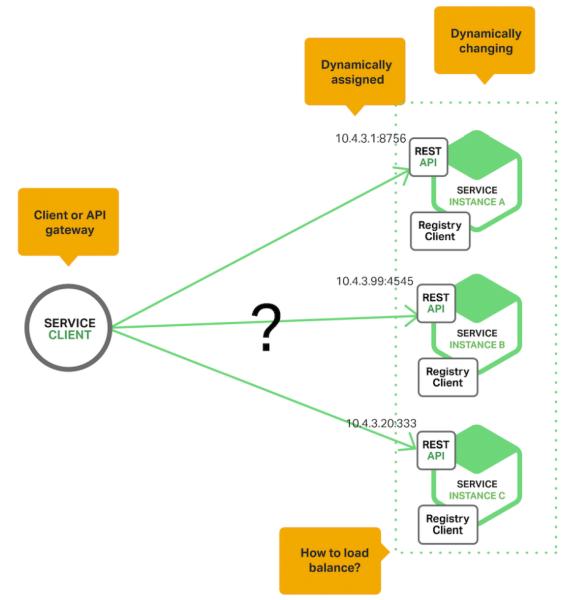 Dynamically
changing
Dynamically
assigned
10.4.3.1:8756
REST
API
SERVICE
INSTANCE A
Registry
Client
Client or API
gateway
SERVICE
CLIENT
?
10.4.3.99:4545
REST
API
SERVICE
INSTANCE B
Registry
Client
10.4.3.20:333
REST
API
SERVICE
INSTANCE C
Registry
Client
How to load
balance?